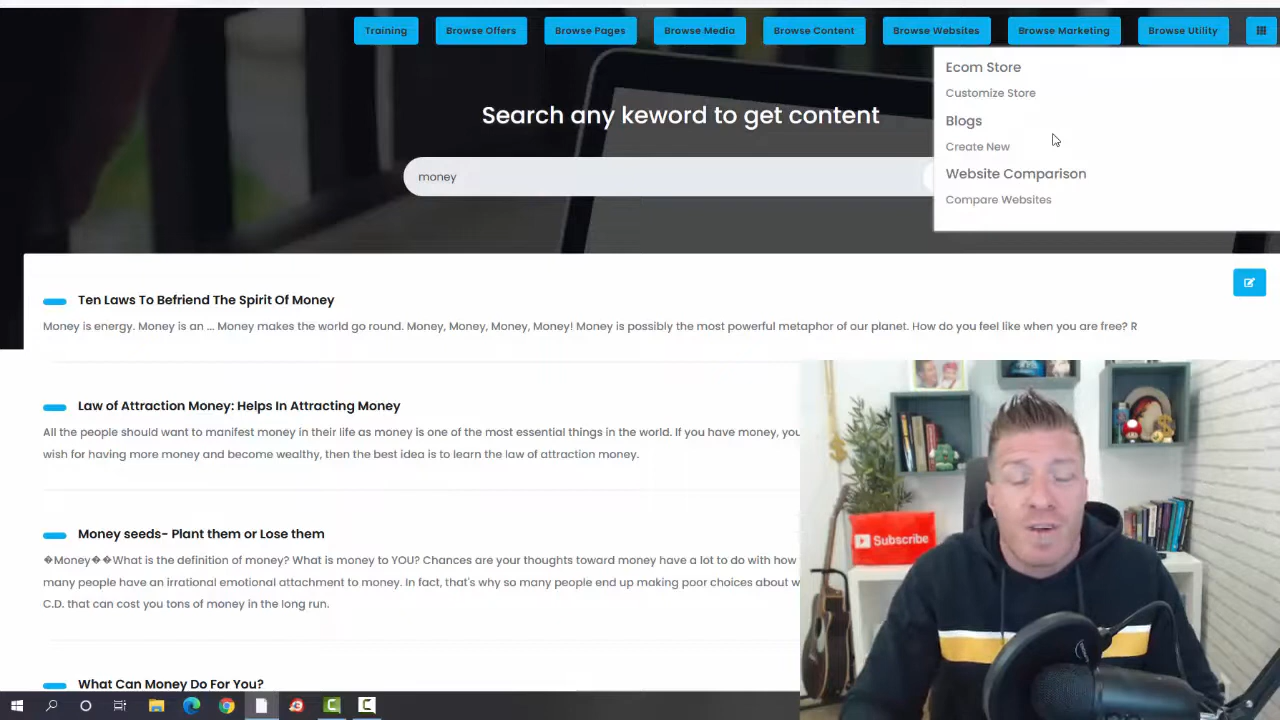 Training
Browse Offers
Browse Pages
Browse Media
Browse Content
Browse Websites
Browse Marketing
Browse Utility
Ecom Store
Customize Store
Blogs
Create New
Website Comparison
Compare Websites
Search any keword to get content
money
Ten Laws To Befriend The Spirit Of Money
Money is energy. Money is an ... Money makes the world go round. Money, Money, Money, Money! Money is possibly the most powerful metaphor of our planet. How do you feel like when you are free? R
Law of Attraction Money: Helps In Attracting Money
All the people should want to manifest money in their life as money is one of the most essential things in the world. If you have money, you
wish for having more money and become wealthy, then the best idea is to learn the law of attraction money.
Money seeds- Plant them or Lose them
�Money��What is the definition of money? What is money to YOU? Chances are your thoughts toward money have a lot to do with how
many people have an irrational emotional attachment to money. In fact, that's why so many people end up making poor choices about w
C.D. that can cost you tons of money in the long run.
What Can Money Do For You?
Subscribe